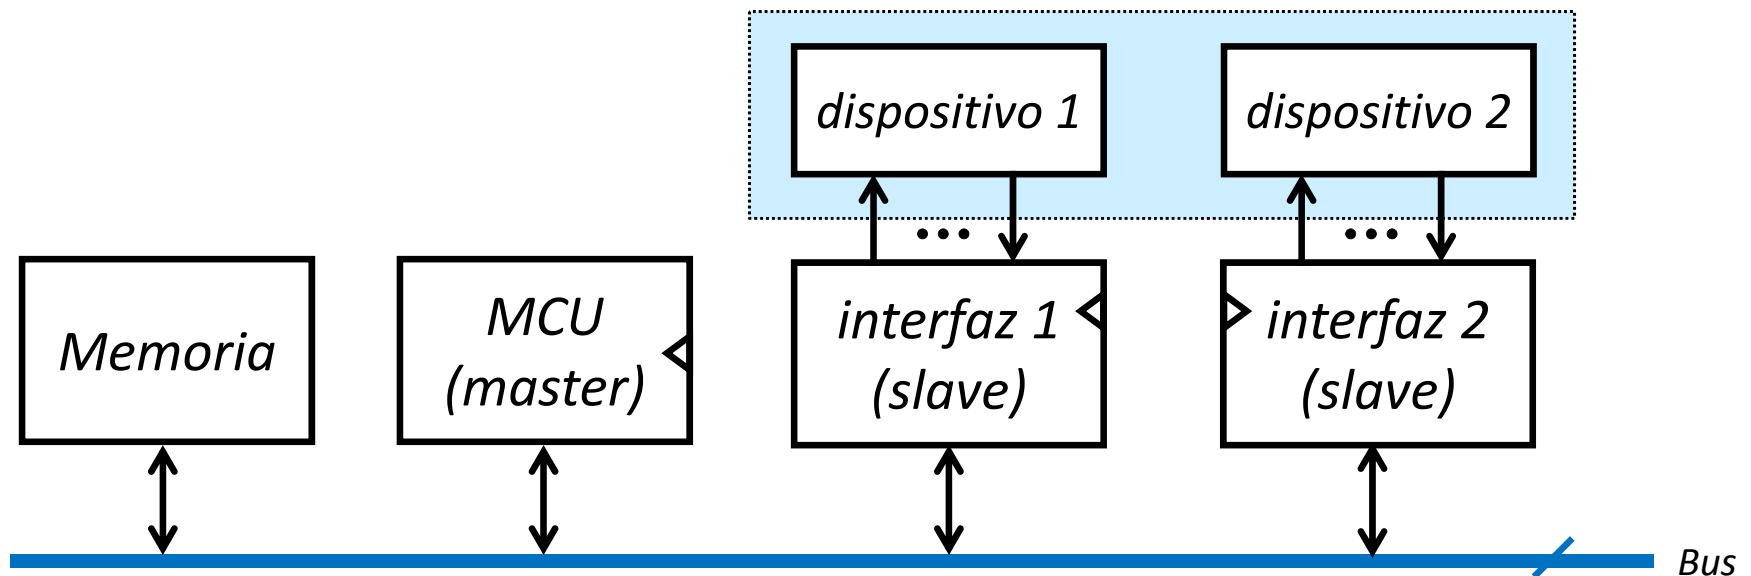 dispositivo 1
dispositivo 2
Memoria
MCU
(master)
interfaz 1
(slave)
interfaz 2
(slave)
Bus